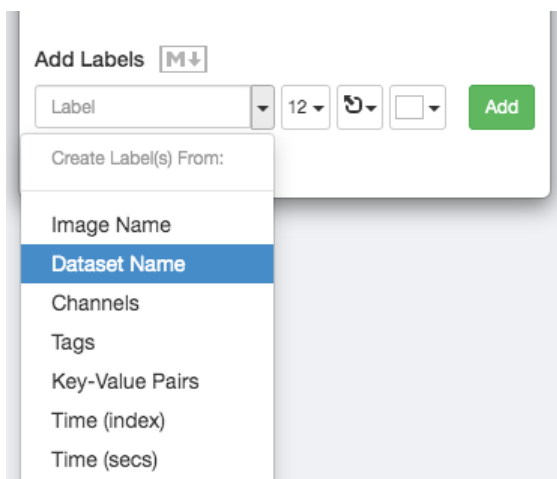 Add Labels M
Label 12 Add
Create Label(s) From:
Image Name
Dataset Name
Channels
Tags
Key-Value Pairs
Time (index)
Time (secs)